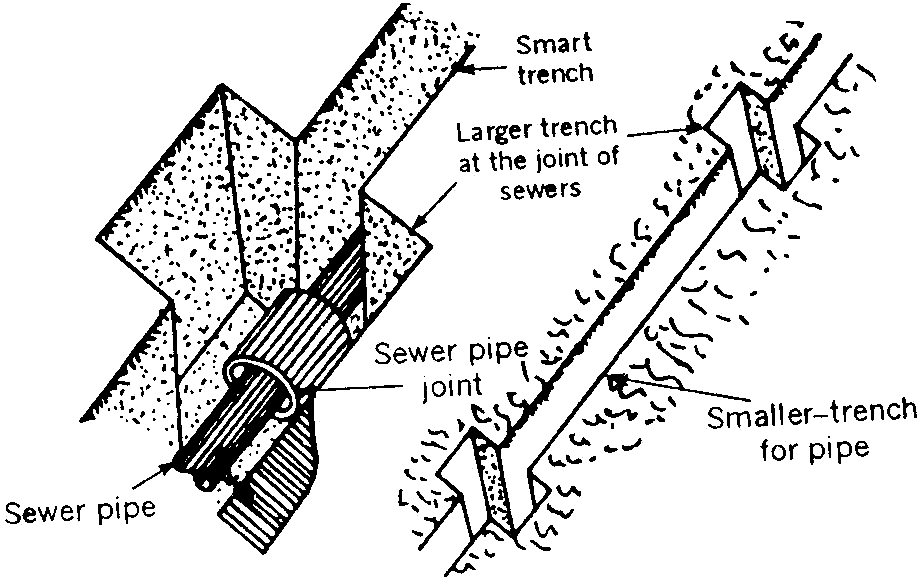 Smart
trench
Larger trench
at the joint of
sewers
Sewer pipe
joint
Smaller-trench
for pipe
Sewer pipe